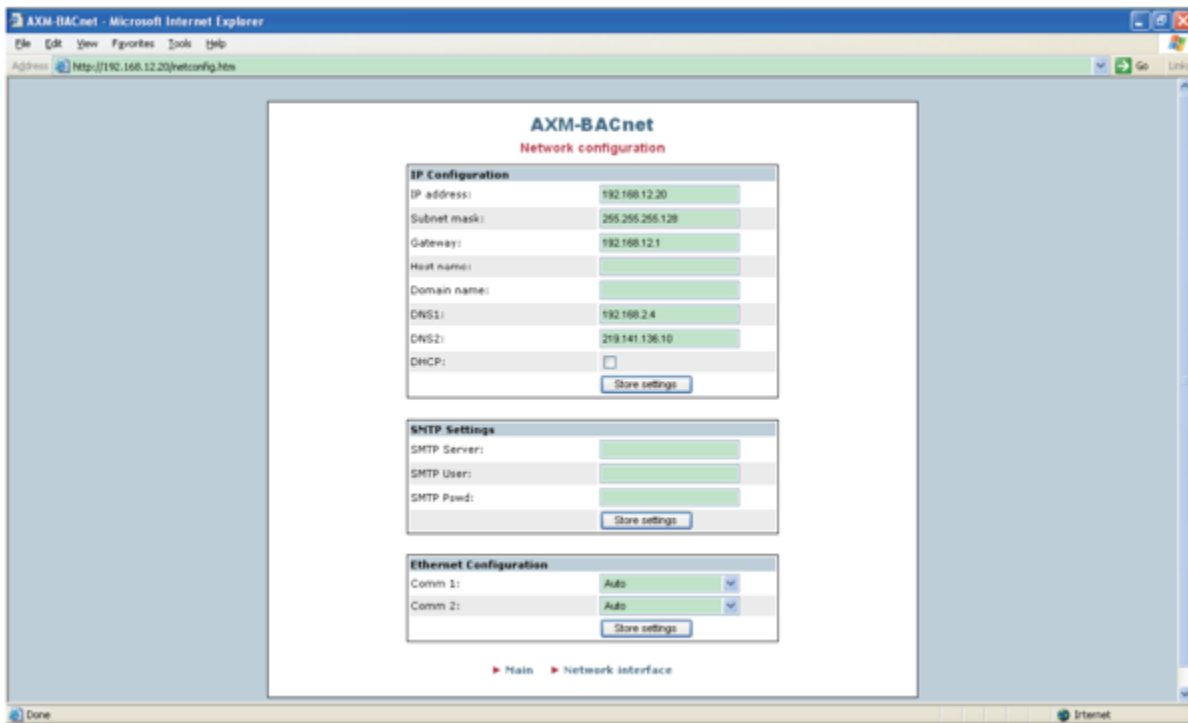 AXM-BACnet - Microsoft Internet Explorer
File Edit View Favorites Tools Help
Address http://192.168.12.20/netconfig.htm Go Links
AXM-BACnet
Network configuration
IP Configuration
IP address: 192.168.12.20
Subnet mask: 255.255.255.128
Gateway: 192.168.12.1
Host name:
Domain name:
DNS1: 192.168.2.4
DNS2: 219.141.136.10
DHCP:
Store settings
SMTP Settings
SMTP Server:
SMTP User:
SMTP Pswd:
Store settings
Ethernet Configuration
Comm 1: Auto
Comm 2: Auto
Store settings
Main Network interface
Done Internet